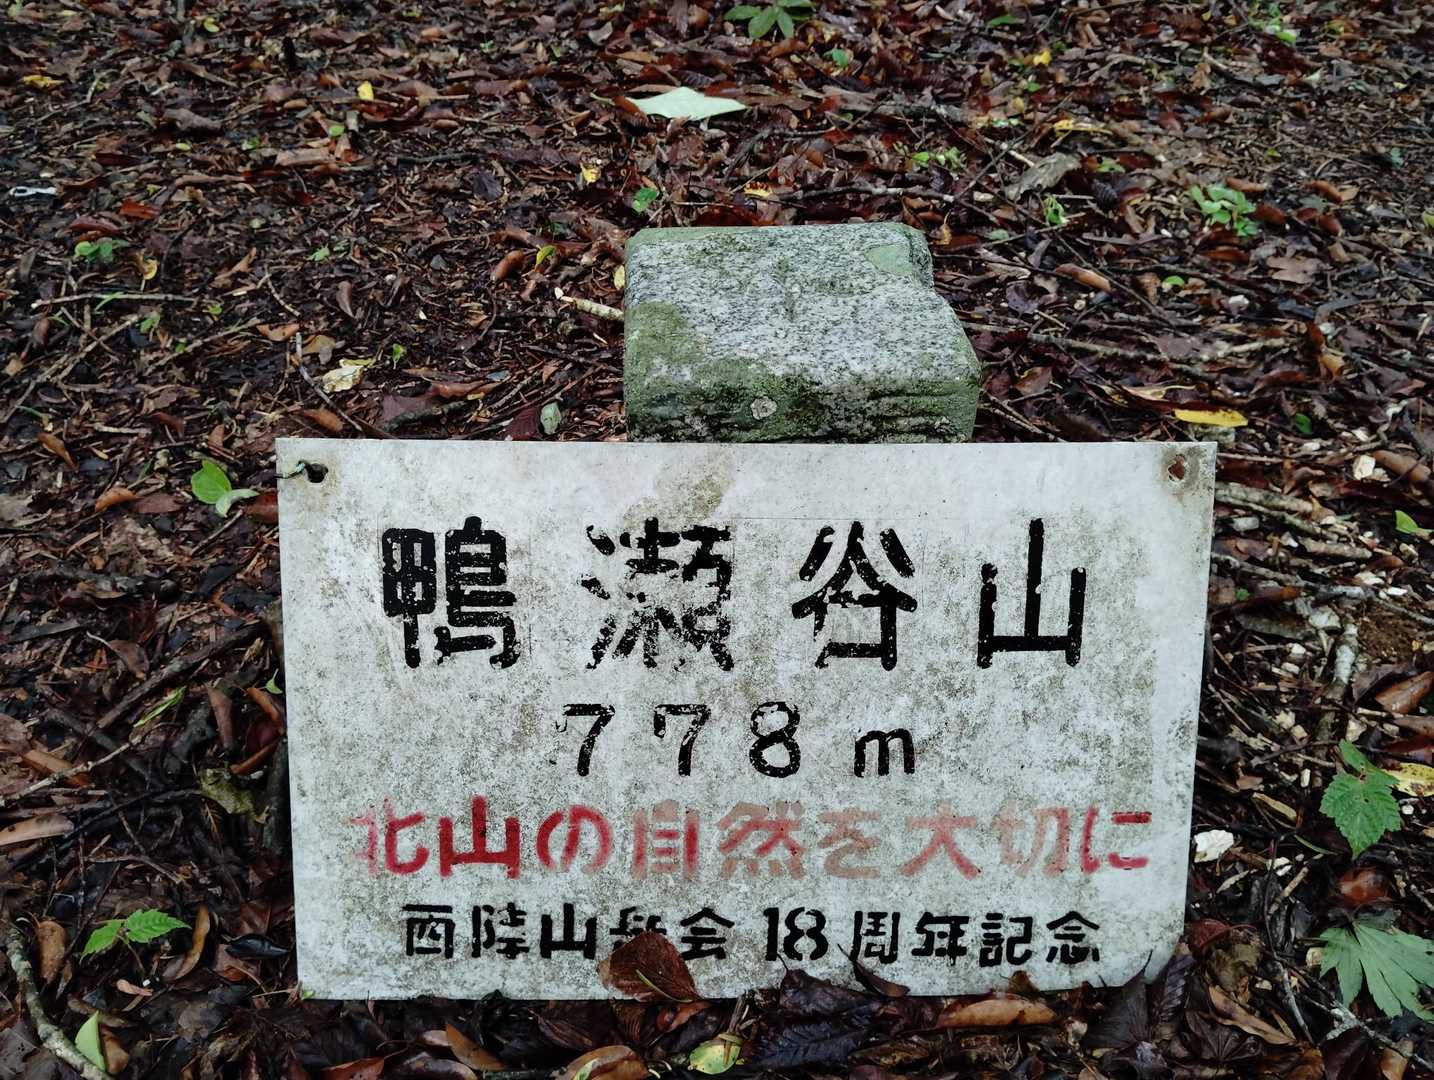 鴨瀬谷山
778m
北山の自然を大切に
西陵山岳会 18周年記念